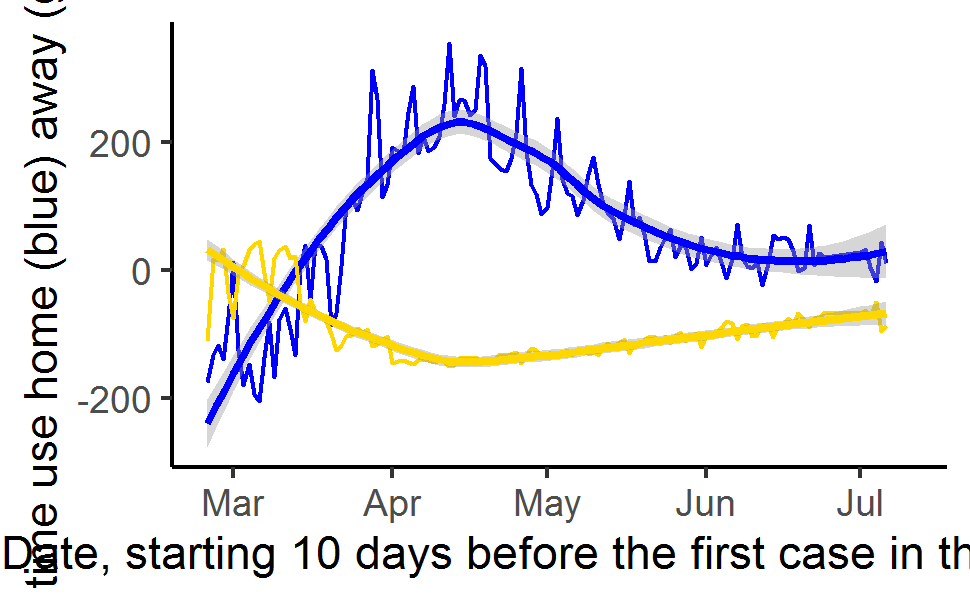 time use home (blue) away (
200
0
-200
Mar Apr May Jun Jul
Date, starting 10 days before the first case in th